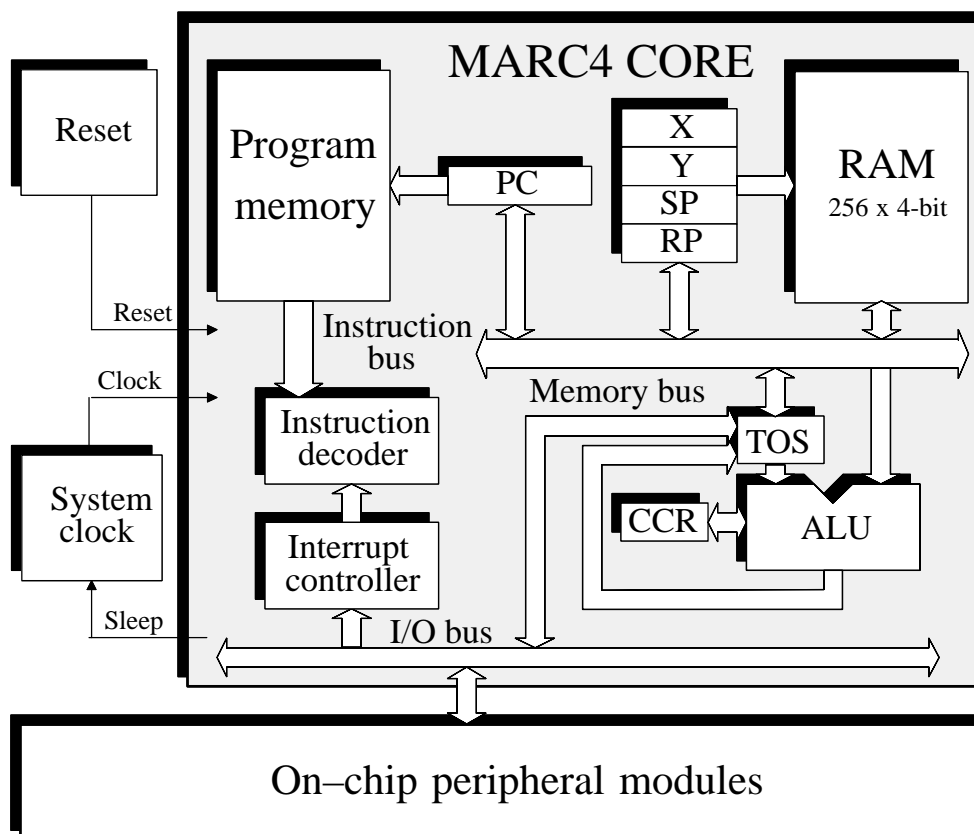 MARC4 CORE
Reset
Program
memory
PC
X
Y
SP
RP
RAM
256 x 4-bit
Reset
Instruction
bus
Clock
Memory bus
Instruction
decoder
TOS
System
clock
CCR
ALU
Interrupt
controller
Sleep
I/O bus
On–chip peripheral modules